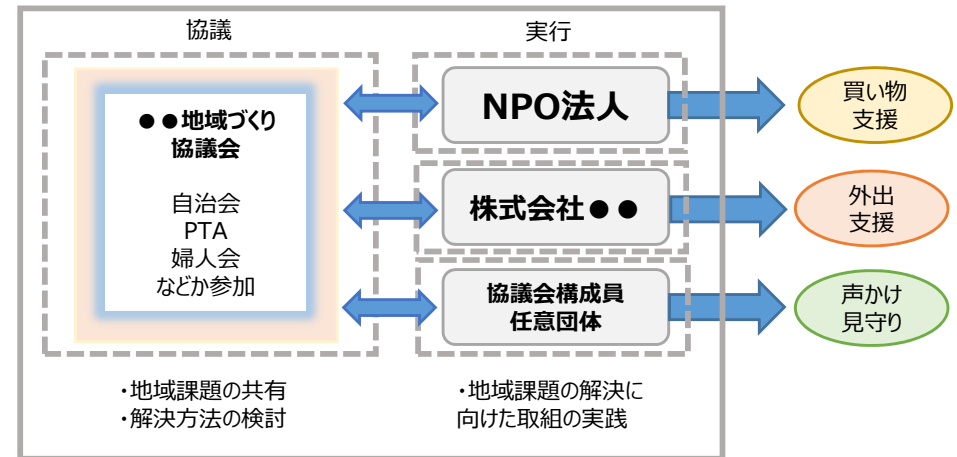 協議
実行
●●地域づくり
協議会
自治会
PTA
婦人会
などか参加
NPO法人
株式会社●●
協議会構成員
任意団体
買い物
支援
外出
支援
声かけ
見守り
・地域課題の共有
・解決方法の検討
・地域課題の解決に
向けた取組の実践